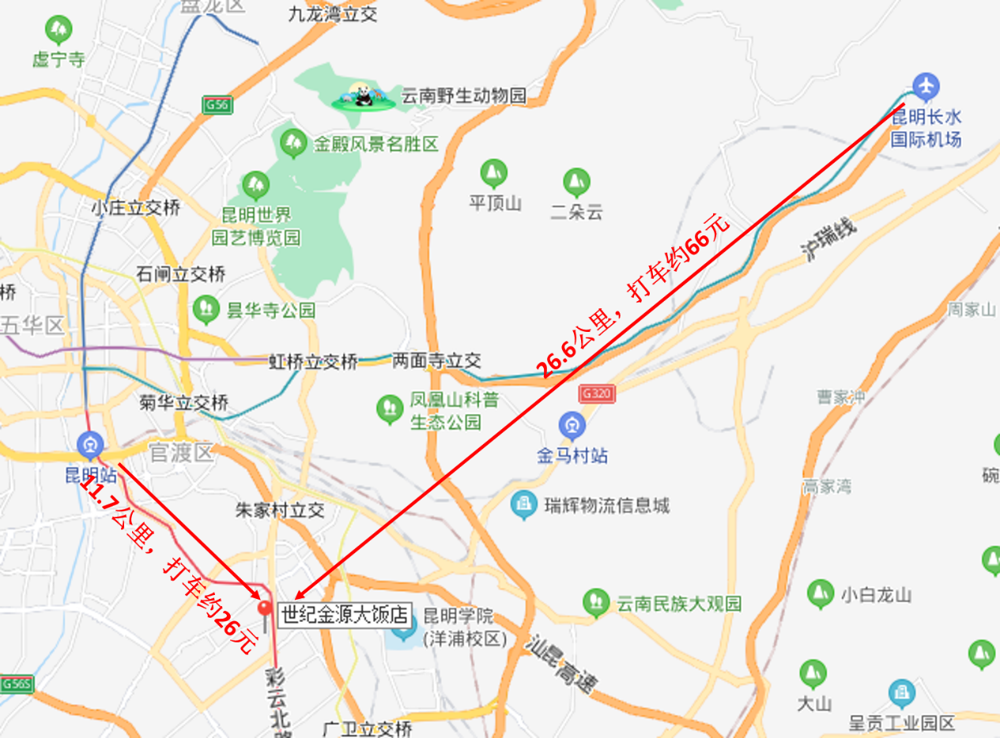 盘龙区
九龙湾立交
虚宁寺
G56
云南野生动物园
昆明长水
国际机场
金殿风景名胜区
平顶山
二朵云
小庄立交桥
昆明世界
园艺博览园
沪瑞线
26.6公里，打车约66元
石闸立交桥
桥
昙华寺公园
周家山
五华区
虹桥立交桥
两面寺立交
G320
菊华立交桥
凤凰山科普
生态公园
曹家冲
金马村站
官渡区
昆明站
碗
高家湾
11.7公里，打车约26元
朱家村立交
瑞辉物流信息城
小白龙山
云南民族大观园
世纪金源大饭店
昆明学院
(洋浦校区)
汕昆高速
G56S
彩云北路
大山
呈贡工业园区
广卫立交桥